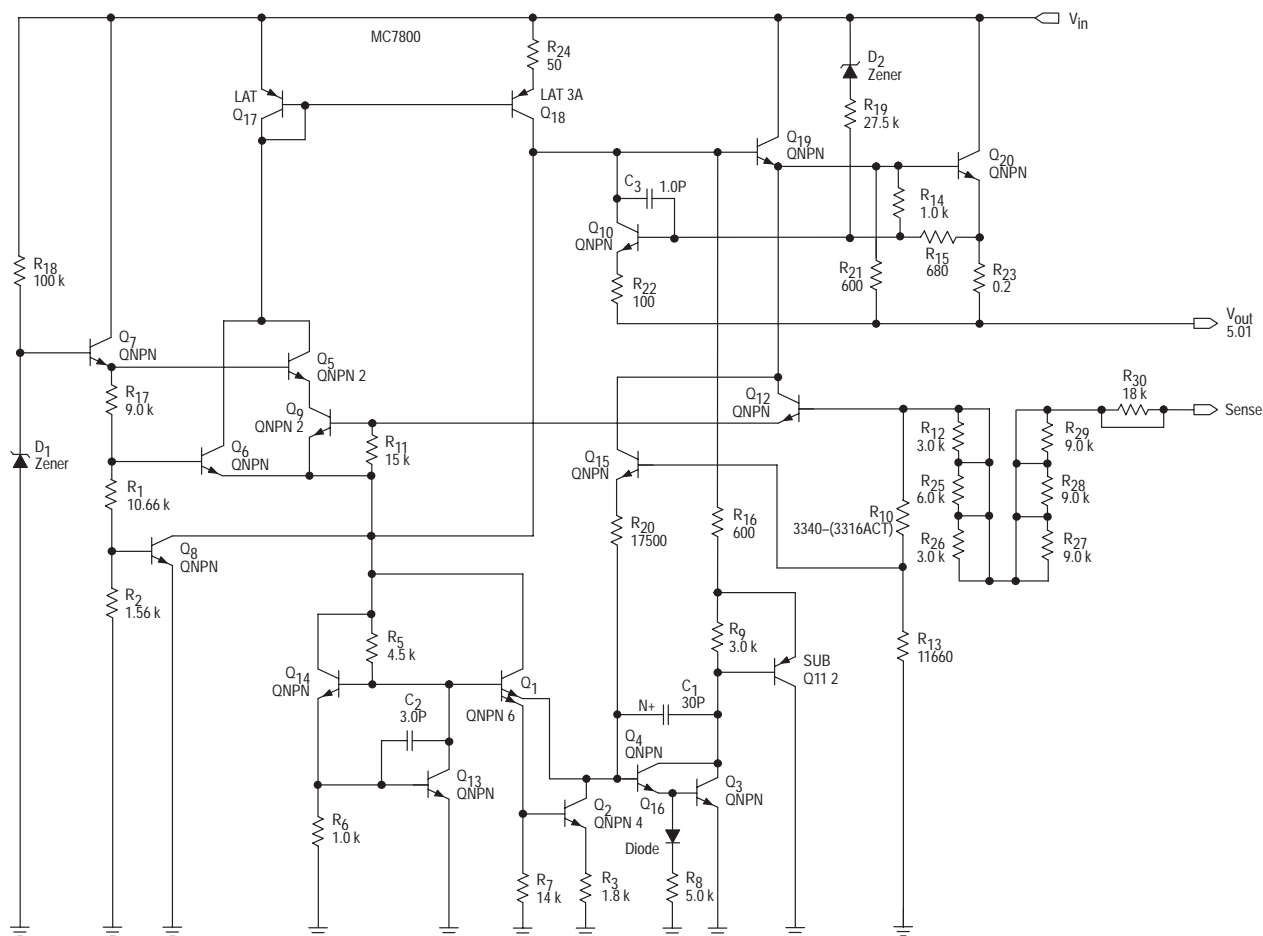 MC7800
Vin
R24
50
D2
Zener
LAT
Q17
LAT 3A
Q18
R19
27.5 k
Q19
QNPN
Q20
QNPN
C3
1.0P
R14
1.0 k
Q10
QNPN
R18
100 k
R15
680
R21
600
R23
0.2
R22
100
Vout
5.01
Q7
QNPN
Q5
QNPN 2
R17
9.0 k
R30
18 k
Sense
Q12
QNPN
Q9
QNPN 2
R11
15 k
R12
3.0 k
R29
9.0 k
D1
Zener
Q6
QNPN
Q15
QNPN
R1
10.66 k
R25
6.0 k
R28
9.0 k
R10
3340–(3316ACT)
R20
17500
R16
600
R26
3.0 k
R27
9.0 k
Q8
QNPN
R2
1.56 k
R5
4.5 k
R9
3.0 k
R13
11660
Q14
QNPN
Q1
QNPN 6
SUB
Q11 2
C1
30P
N+
C2
3.0P
Q4
QNPN
Q13
QNPN
Q3
QNPN
Q16
Q2
QNPN 4
R6
1.0 k
Diode
R7
14 k
R3
1.8 k
R8
5.0 k